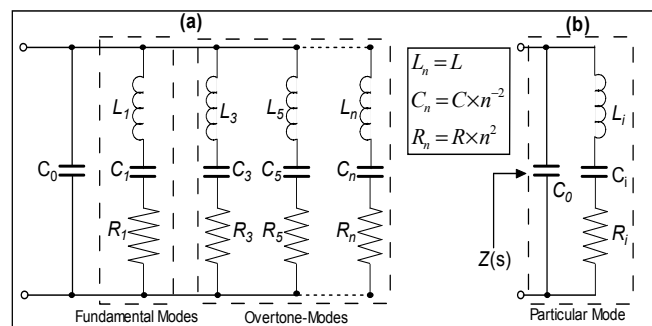 (a)
(b)
L₁
L₃
L₅
Lₙ
Lₙ = L
Cₙ = C×n⁻²
Rₙ = R×n²
Lᵢ
C₀
C₁
C₃
C₅
Cₙ
C₀
Cᵢ
R₁
R₃
R₅
Rₙ
Z(s)
Rᵢ
Fundamental Modes
Overtone-Modes
Particular Mode